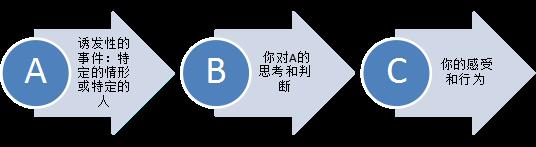 A
诱发性的
事件：特
定的情形
或特定的
人
B
你对A的
思考和判
断
C
你的感受
和行为